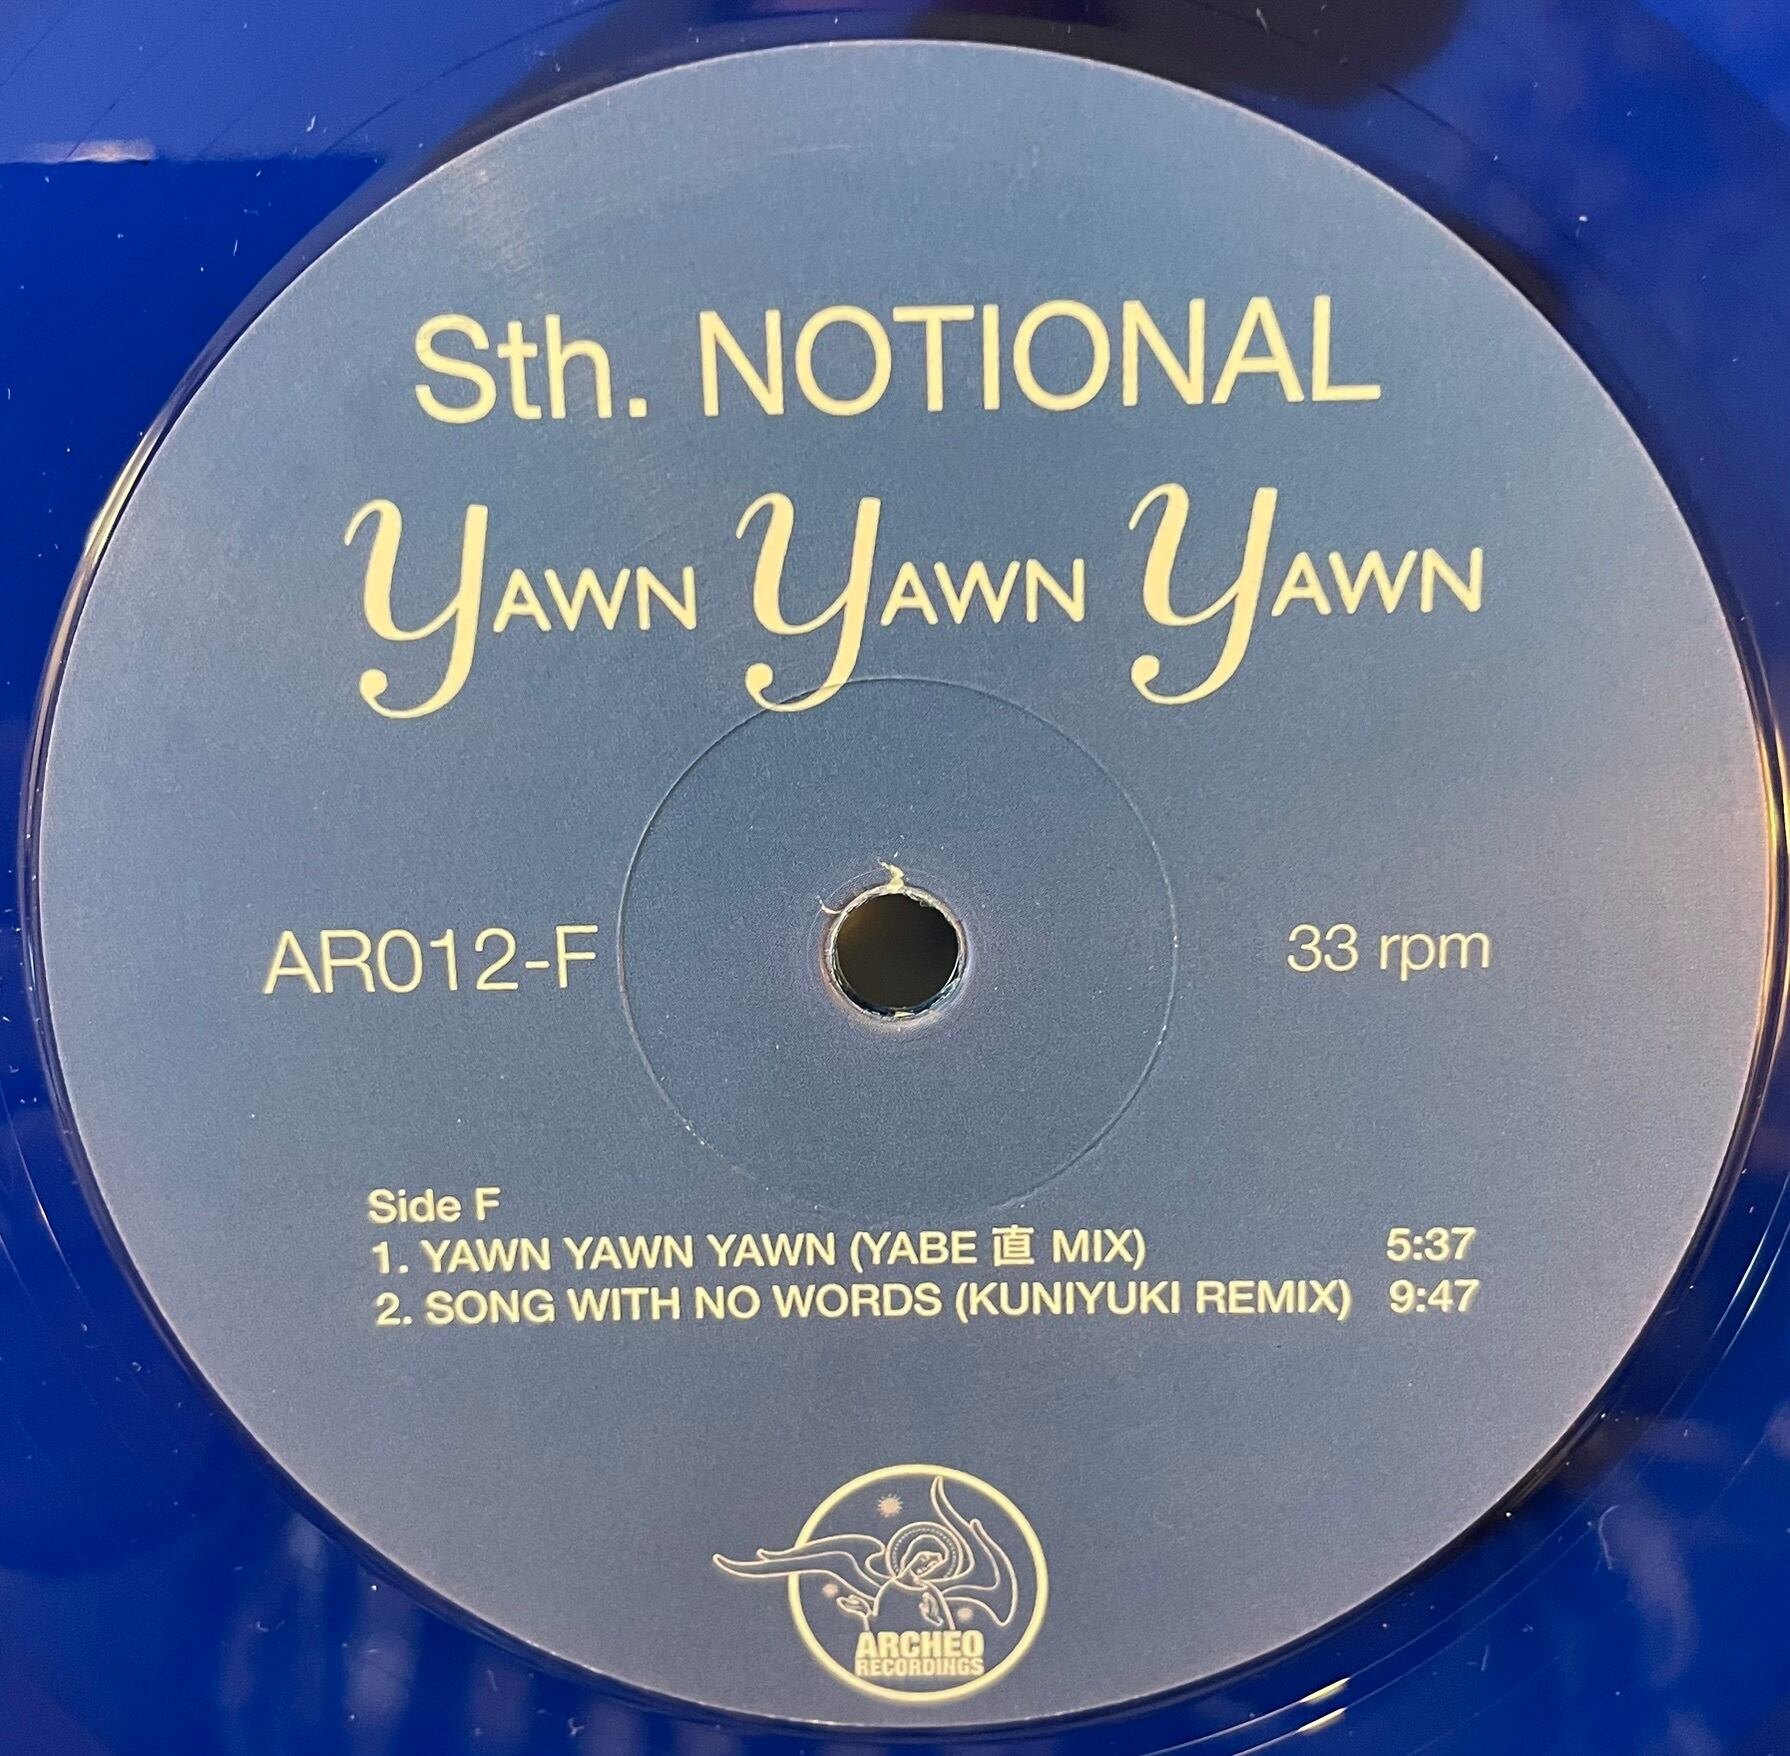 Sth. NOTIONAL
YAWN YAWN YAWN
AR012-F
33 rpm
Side F
1. YAWN YAWN YAWN (YABE 直 MIX) 5:37
2. SONG WITH NO WORDS (KUNIYUKI REMIX) 9:47
ARCHEO
RECORDINGS